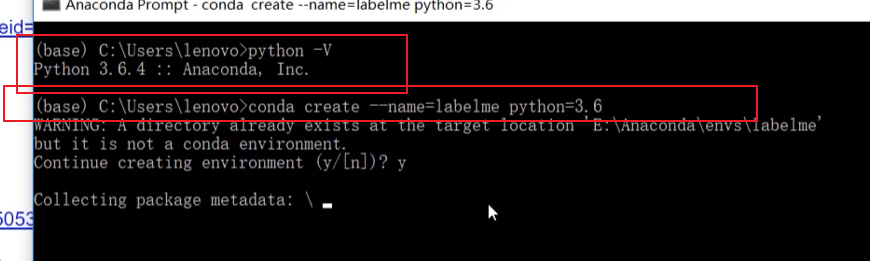 Anaconda Prompt - conda  create --name=labelme python=3.6
eid=
(base) C:\Users\lenovo>python -V
Python 3.6.4 :: Anaconda, Inc.
(base) C:\Users\lenovo>conda create --name=labelme python=3.6
WARNING: A directory already exists at the target location 'E:\Anaconda\envs\labelme'
but it is not a conda environment.
Continue creating environment (y/[n])? y
Collecting package metadata: \
5053